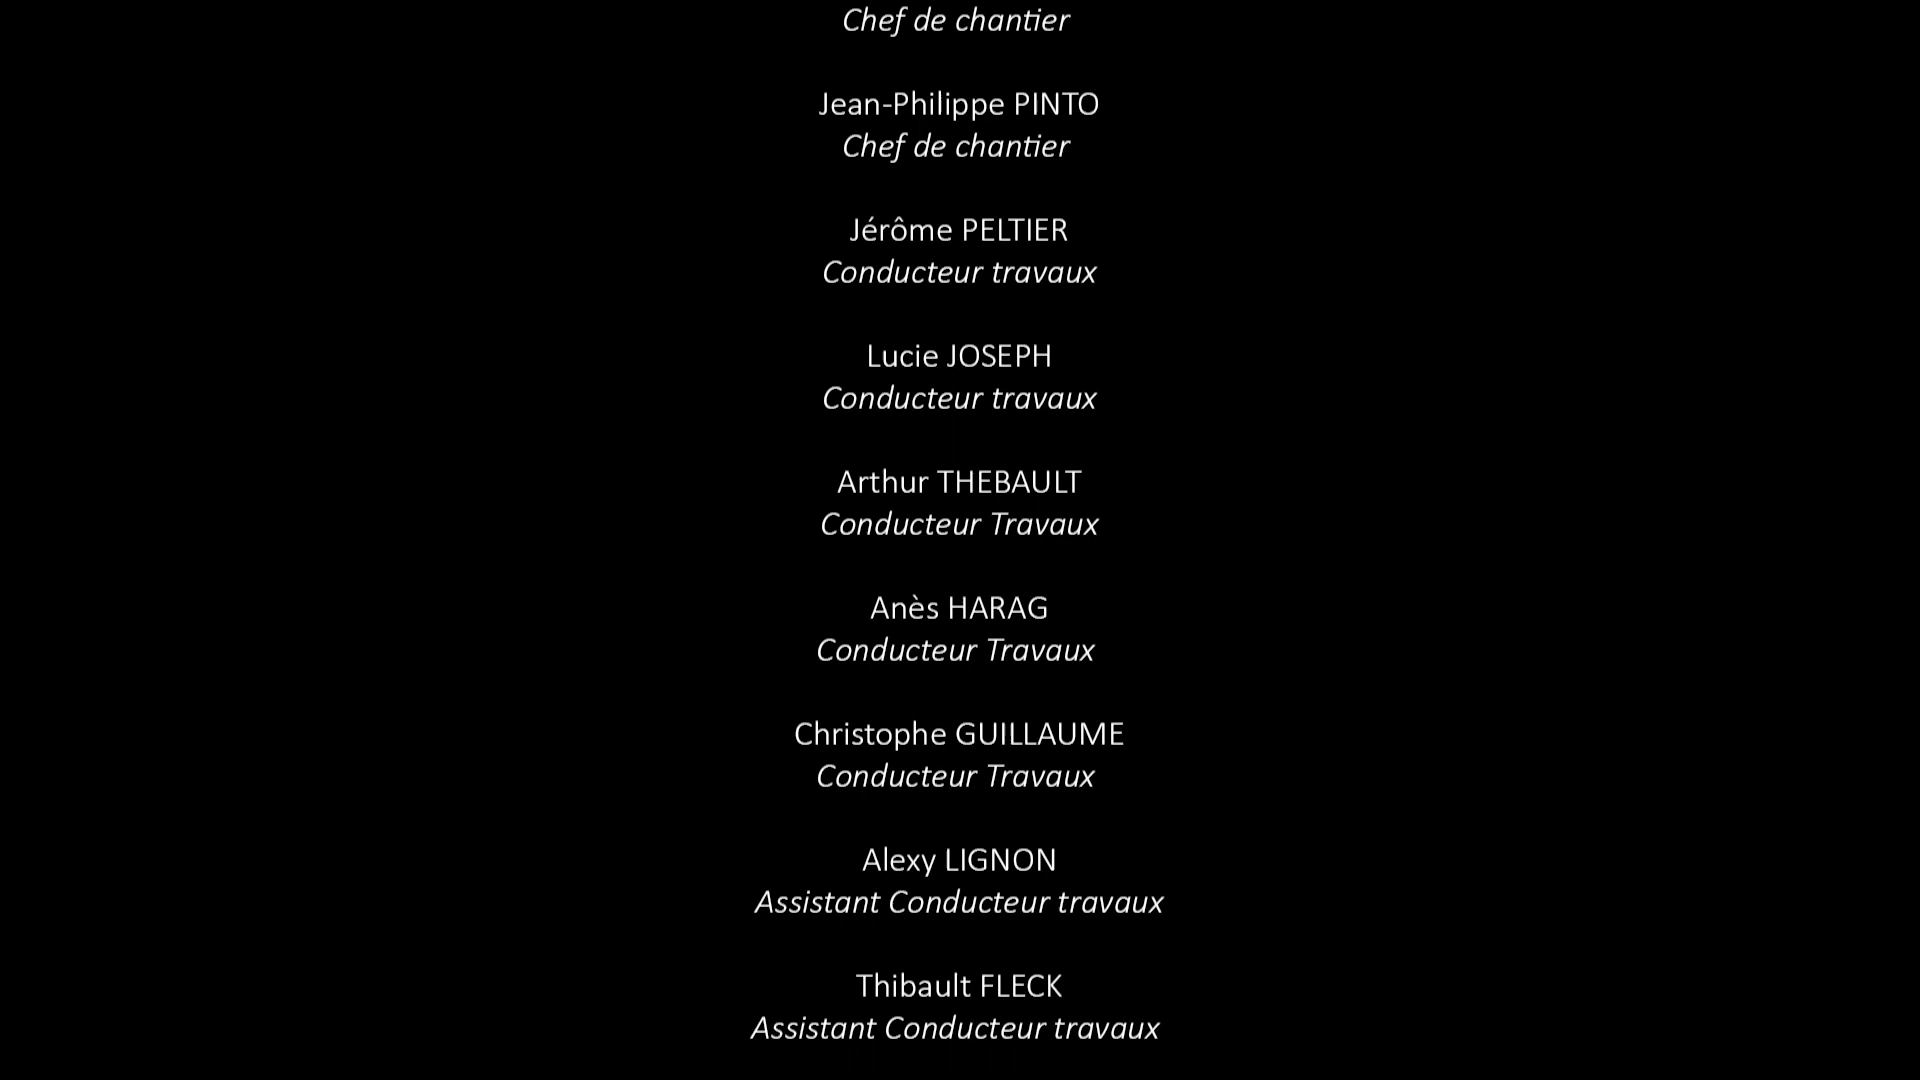 Chef de chantier
Jean-Philippe PINTO
Chef de chantier
Jérôme PELTIER
Conducteur travaux
Lucie JOSEPH
Conducteur travaux
Arthur THEBAULT
Conducteur Travaux
Anès HARAG
Conducteur Travaux
Christophe GUILLAUME
Conducteur Travaux
Alexy LIGNON
Assistant Conducteur travaux
Thibault FLECK
Assistant Conducteur travaux